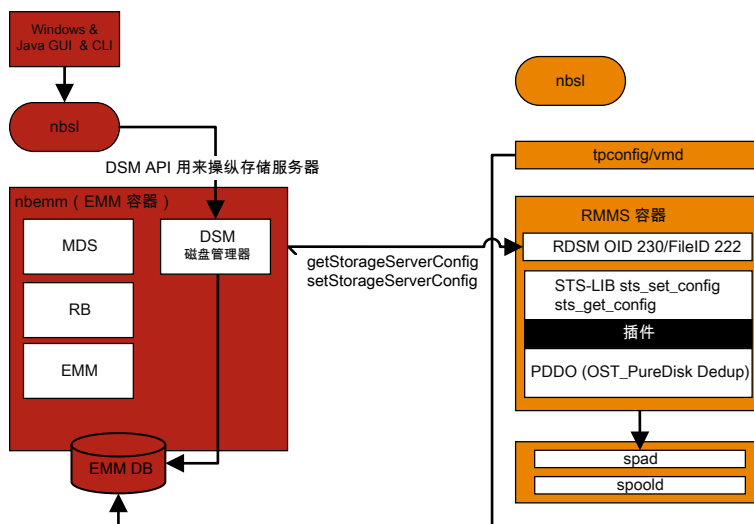 Windows &
Java GUI & CLI
nbsl
DSM API 用来操纵存储服务器
nbemm（EMM 容器）
MDS
RB
EMM
DSM
磁盘管理器
EMM DB
getStorageServerConfig
setStorageServerConfig
nbsl
tpconfig/vmd
RMMS 容器
RDSM OID 230/FileID 222
STS-LIB sts_set_config
sts_get_config
插件
PDDO (OST_PureDisk Dedup)
spad
spoold